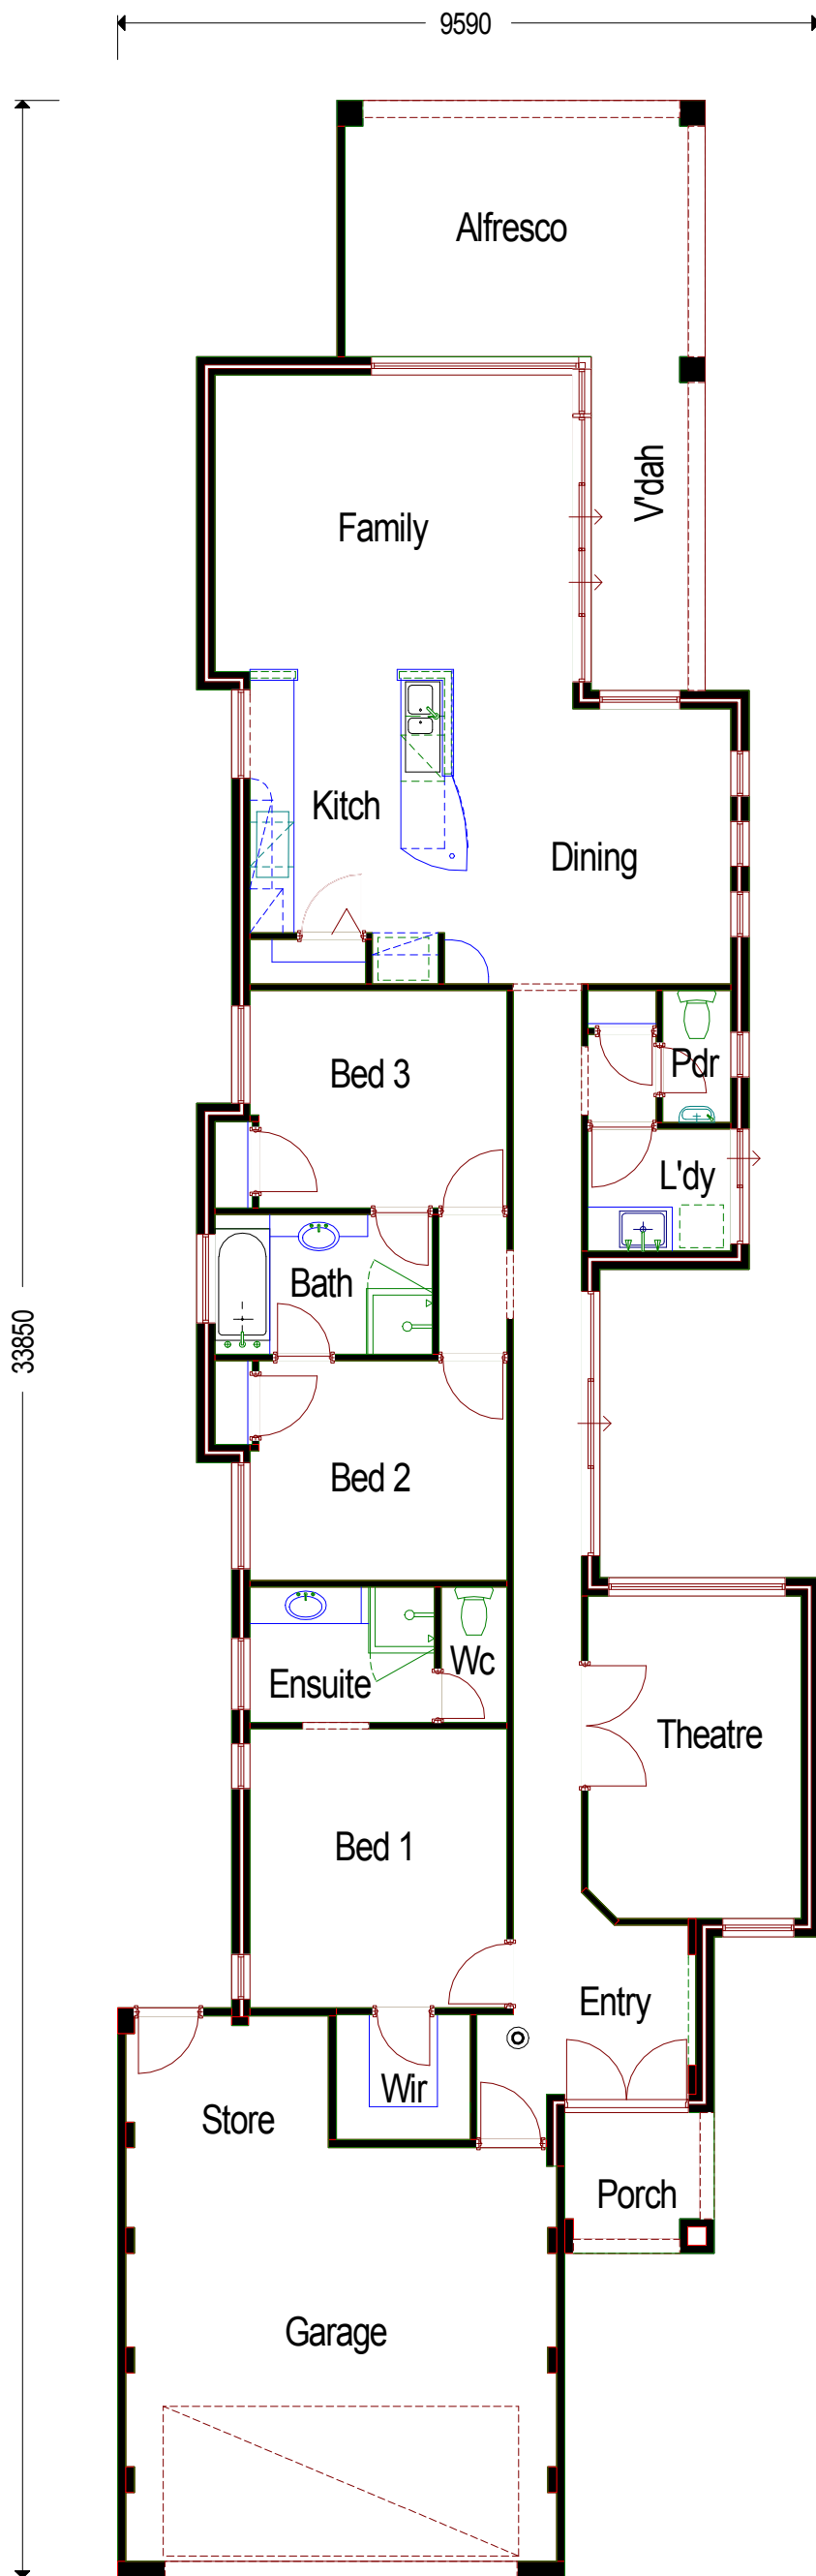 9590
Alfresco
V'dah
Family
Kitch
Dining
Bed 3
Pdr
L'dy
Bath
33850
Bed 2
Wc
Ensuite
Theatre
Bed 1
Entry
Wir
Store
Porch
Garage